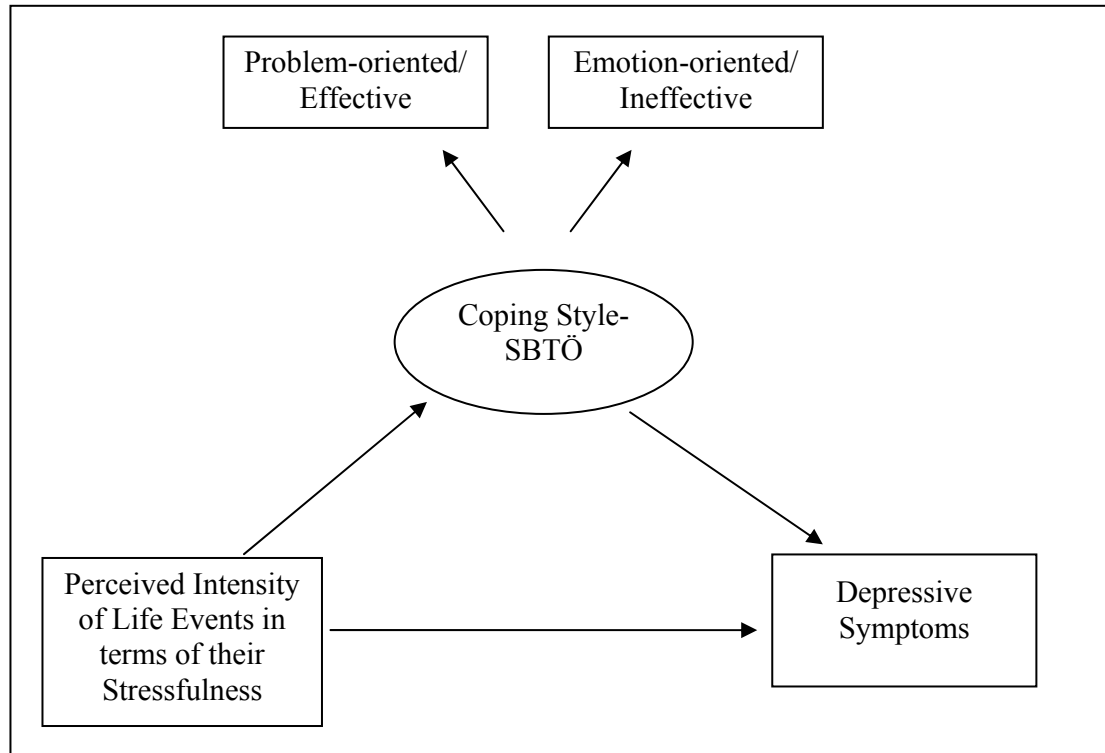 Problem-oriented/
Effective
Emotion-oriented/
Ineffective
Coping Style-
SBTÖ
Perceived Intensity
of Life Events in
terms of their
Stressfulness
Depressive
Symptoms